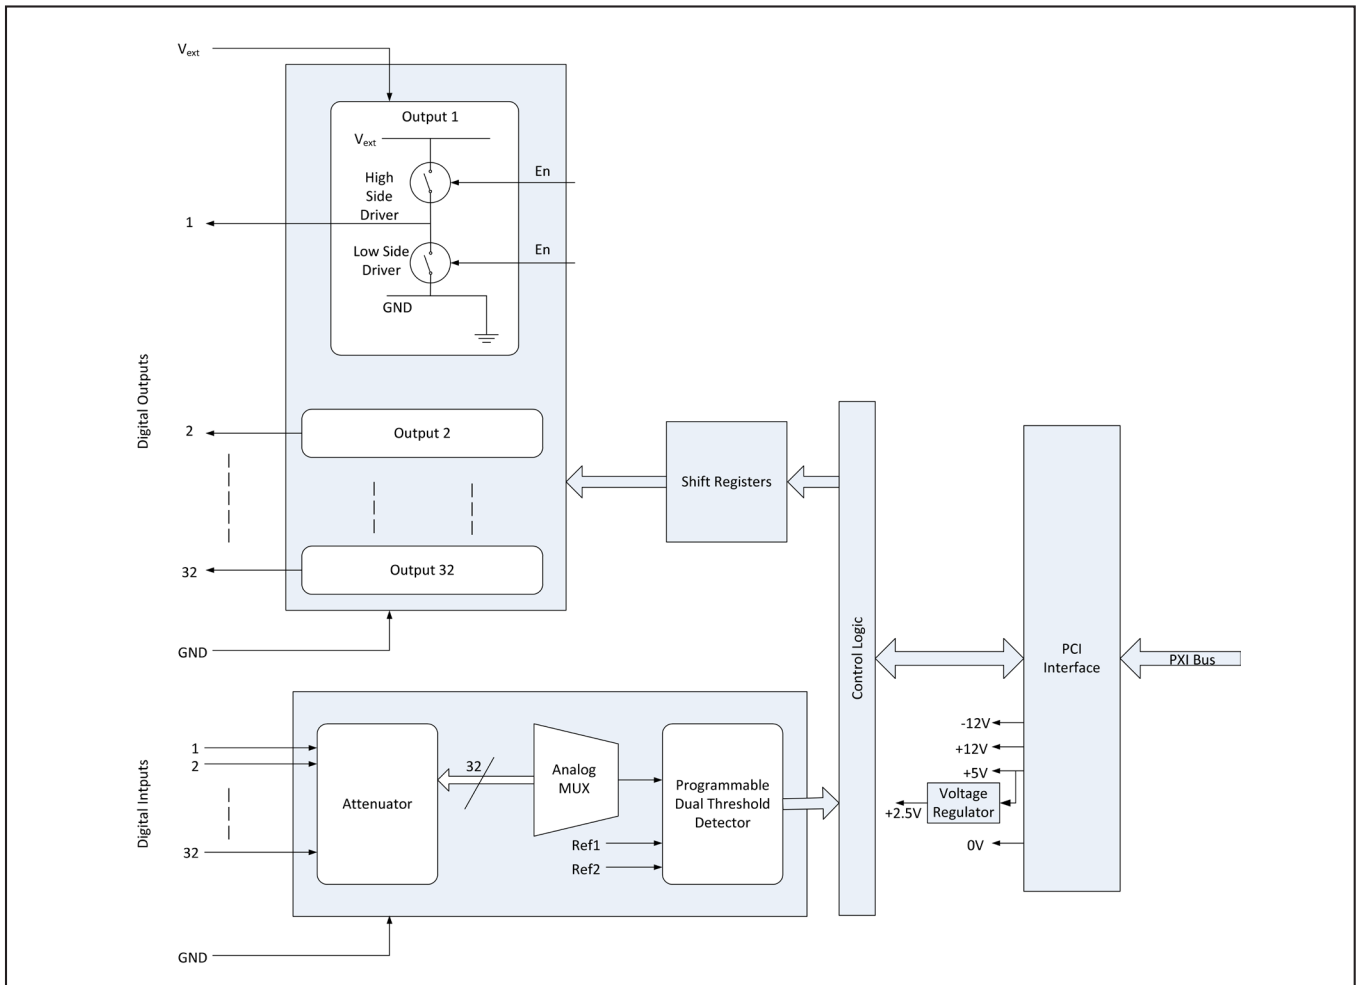 Vext
Output 1
Vext
High
Side
Driver
En
1
Low Side
Driver
En
GND
Digital Outputs
2
Output 2
Shift Registers
32
Output 32
GND
Control Logic
PCI
Interface
PXI Bus
Digital Intputs
1
2
32
Attenuator
32
Analog
MUX
Ref1
Ref2
Programmable
Dual Threshold
Detector
-12V
+12V
+5V
Voltage
Regulator
+2.5V
0V
GND